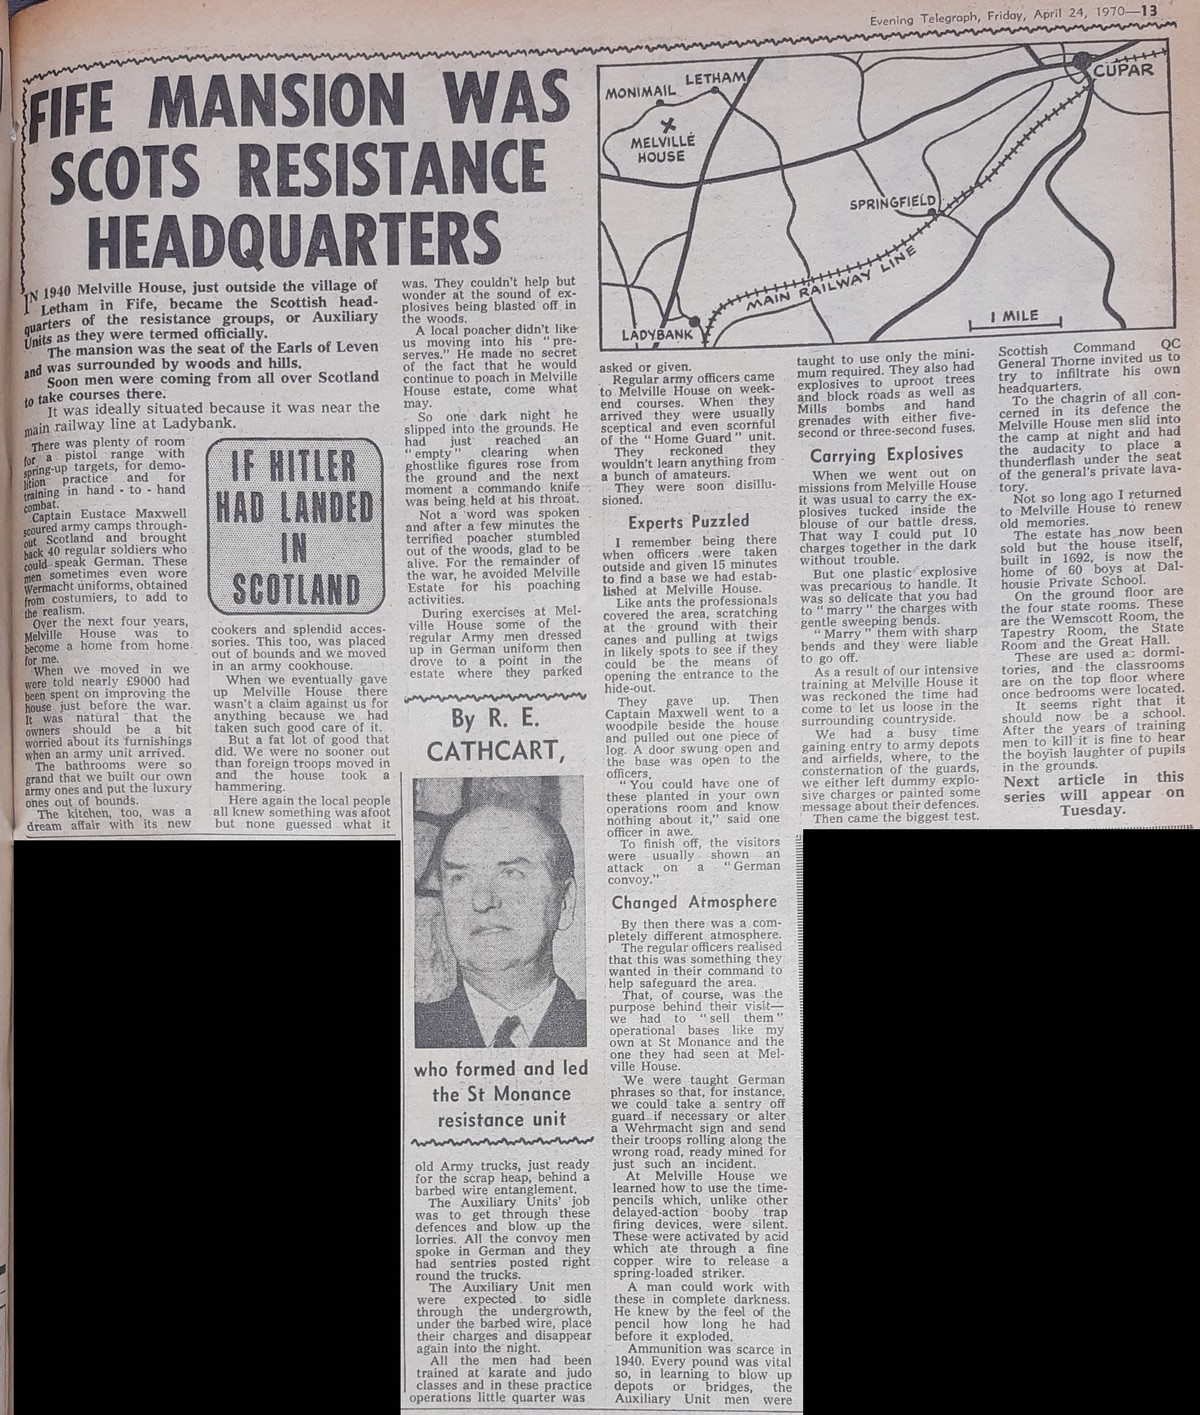 Evening Telegraph, Friday, April 24, 1970—13
FIFE MANSION WAS
SCOTS RESISTANCE
HEADQUARTERS
IN 1940 Melville House, just outside the village of
Letham in Fife, became the Scottish head-
quarters of the resistance groups, or Auxiliary
Units as they were termed officially.
The mansion was the seat of the Earls of Leven
and was surrounded by woods and hills.
Soon men were coming from all over Scotland
to take courses there.
It was ideally situated because it was near the
main railway line at Ladybank.
There was plenty of room
for a pistol range with
spring-up targets, for demo-
lition practice and for
training in hand - to - hand
combat.
Captain Eustace Maxwell
scoured army camps through-
out Scotland and brought
back 40 regular soldiers who
could speak German. These
men sometimes even wore
Wermacht uniforms, obtained
from costumiers, to add to
the realism.
Over the next four years,
Melville House was to
become a home from home
for me.
When we moved in we
were told nearly £9000 had
been spent on improving the
house just before the war.
It was natural that the
owners should be a bit
worried about its furnishings
when an army unit arrived.
The bathrooms were so
grand that we built our own
army ones and put the luxury
ones out of bounds.
The kitchen, too, was a
dream affair with its new
IF HITLER
HAD LANDED
IN
SCOTLAND
cookers and splendid acces-
sories. This too, was placed
out of bounds and we moved
in an army cookhouse.
When we eventually gave
up Melville House there
wasn't a claim against us for
anything because we had
taken such good care of it.
But a fat lot of good that
did. We were no sooner out
than foreign troops moved in
and the house took a
hammering.
Here again the local people
all knew something was afoot
but none guessed what it
was. They couldn't help but
wonder at the sound of ex-
plosives being blasted off in
the woods.
A local poacher didn't like
us moving into his "pre-
serves." He made no secret
of the fact that he would
continue to poach in Melville
House estate, come what
may.
So one dark night he
slipped into the grounds. He
had just reached an
"empty" clearing when
ghostlike figures rose from
the ground and the next
moment a commando knife
was being held at his throat.
Not a word was spoken
and after a few minutes the
terrified poacher stumbled
out of the woods, glad to be
alive. For the remainder of
the war, he avoided Melville
Estate for his poaching
activities.
During exercises at Mel-
ville House some of the
regular Army men dressed
up in German uniform then
drove to a point in the
estate where they parked
By R. E.
CATHCART,
who formed and led
the St Monance
resistance unit
old Army trucks, just ready
for the scrap heap, behind a
barbed wire entanglement.
The Auxiliary Units' job
was to get through these
defences and blow up the
lorries. All the convoy men
spoke in German and they
had sentries posted right
round the trucks.
The Auxiliary Unit men
were expected to sidle
through the undergrowth,
under the barbed wire, place
their charges and disappear
again into the night.
All the men had been
trained at karate and judo
classes and in these practice
operations little quarter was
MONIMAIL
LETHAM
MELVILLE
HOUSE
CUPAR
SPRINGFIELD
MAIN RAILWAY LINE
LADYBANK
1 MILE
asked or given.
Regular army officers came
to Melville House on week-
end courses. When they
arrived they were usually
sceptical and even scornful
of the "Home Guard" unit.
They reckoned they
wouldn't learn anything from
a bunch of amateurs.
They were soon disillu-
sioned.
Experts Puzzled
I remember being there
when officers were taken
outside and given 15 minutes
to find a base we had estab-
lished at Melville House.
Like ants the professionals
covered the area, scratching
at the ground with their
canes and pulling at twigs
in likely spots to see if they
could be the means of
opening the entrance to the
hide-out.
They gave up. Then
Captain Maxwell went to a
woodpile beside the house
and pulled out one piece of
log. A door swung open and
the base was open to the
officers.
"You could have one of
these planted in your own
operations room and know
nothing about it," said one
officer in awe.
To finish off, the visitors
were usually shown an
attack on a "German
convoy."
Changed Atmosphere
By then there was a com-
pletely different atmosphere.
The regular officers realised
that this was something they
wanted in their command to
help safeguard the area.
That, of course, was the
purpose behind their visit—
we had to "sell them"
operational bases like my
own at St Monance and the
one they had seen at Mel-
ville House.
We were taught German
phrases so that, for instance,
we could take a sentry off
guard if necessary or alter
a Wehrmacht sign and send
their troops rolling along the
wrong road, ready mined for
just such an incident.
At Melville House we
learned how to use the time-
pencils which, unlike other
delayed-action booby trap
firing devices, were silent.
These were activated by acid
which ate through a fine
copper wire to release a
spring-loaded striker.
A man could work with
these in complete darkness.
He knew by the feel of the
pencil how long he had
before it exploded.
Ammunition was scarce in
1940. Every pound was vital
so, in learning to blow up
depots or bridges, the
Auxiliary Unit men were
taught to use only the mini-
mum required. They also had
explosives to uproot trees
and block roads as well as
Mills bombs and hand
grenades with either five-
second or three-second fuses.
Carrying Explosives
When we went out on
missions from Melville House
it was usual to carry the ex-
plosives tucked inside the
blouse of our battle dress.
That way I could put 10
charges together in the dark
without trouble.
But one plastic explosive
was precarious to handle. It
was so delicate that you had
to "marry" the charges with
gentle sweeping bends.
"Marry" them with sharp
bends and they were liable
to go off.
As a result of our intensive
training at Melville House it
was reckoned the time had
come to let us loose in the
surrounding countryside.
We had a busy time
gaining entry to army depots
and airfields, where, to the
consternation of the guards,
we either left dummy explo-
sive charges or painted some
message about their defences.
Then came the biggest test.
Scottish Command QC
General Thorne invited us to
try to infiltrate his own
headquarters.
To the chagrin of all con-
cerned in its defence the
Melville House men slid into
the camp at night and had
the audacity to place a
thunderflash under the seat
of the general's private lava-
tory.
Not so long ago I returned
to Melville House to renew
old memories.
The estate has now been
sold but the house itself,
built in 1692, is now the
home of 60 boys at Dal-
housie Private School.
On the ground floor are
the four state rooms. These
are the Wemscott Room, the
Tapestry Room, the State
Room and the Great Hall.
These are used as dormi-
tories, and the classrooms
are on the top floor where
once bedrooms were located.
It seems right that it
should now be a school.
After the years of training
men to kill it is fine to hear
the boyish laughter of pupils
in the grounds.
Next article in this
series will appear on
Tuesday.